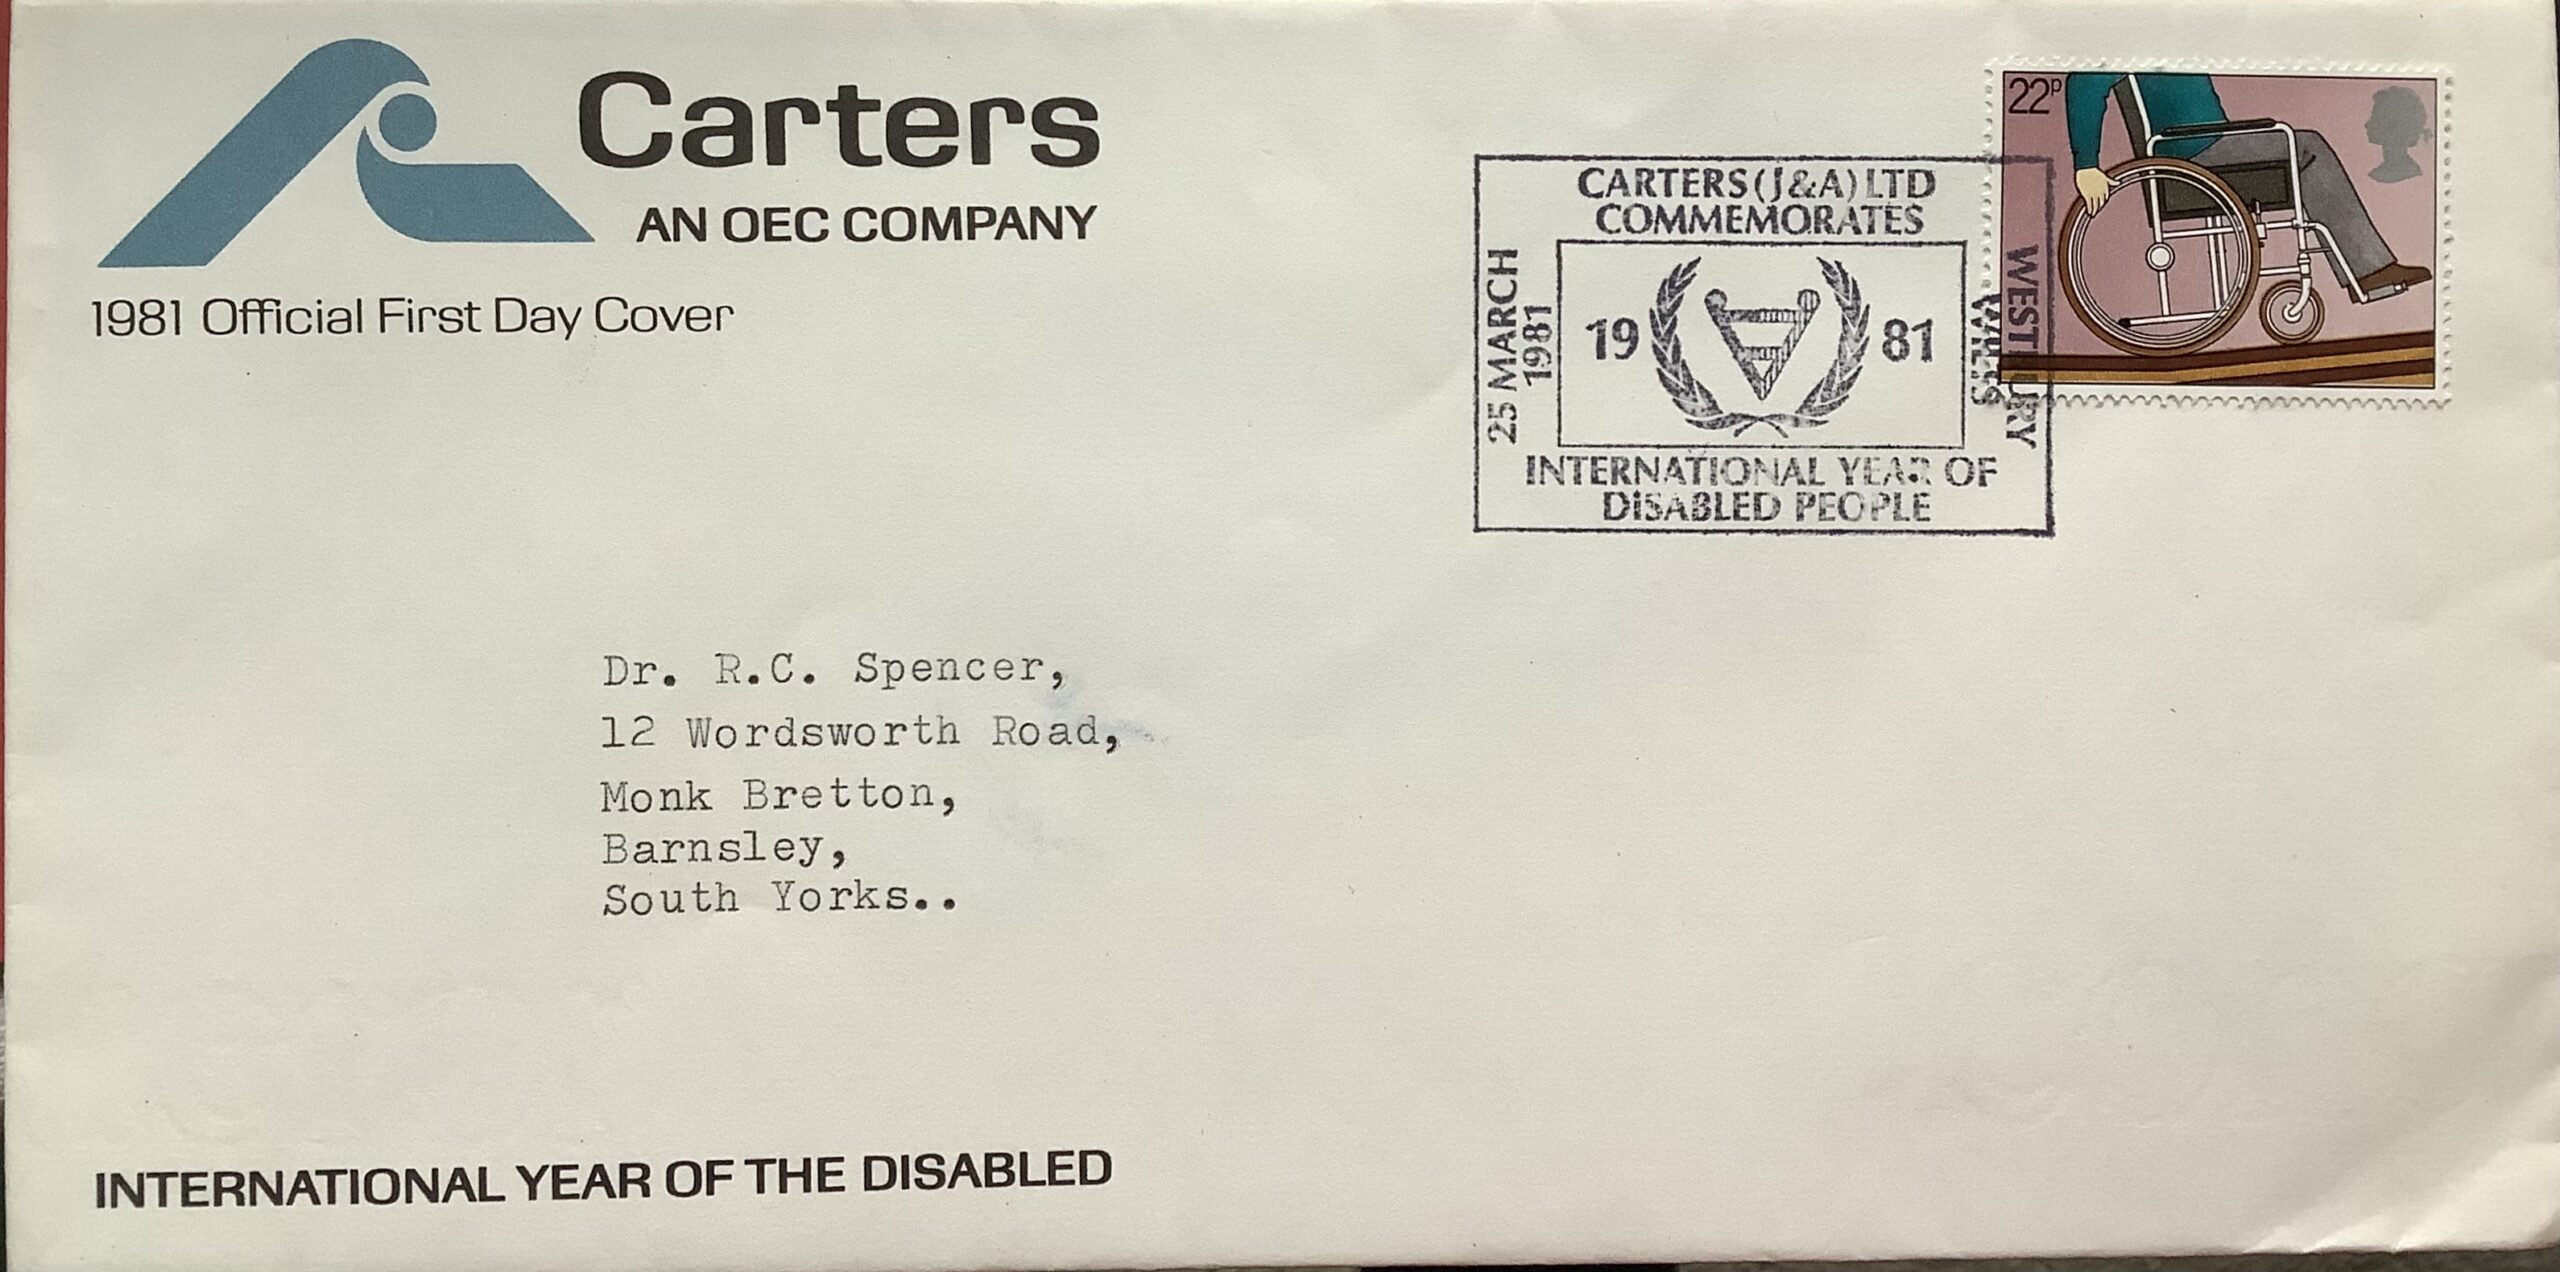 Carters
AN OEC COMPANY
1981 Official First Day Cover
22p
CARTERS (J&A) LTD
COMMEMORATES
25 MARCH
1981
19 81
WESTBURY
WILTS
INTERNATIONAL YEAR OF
DISABLED PEOPLE
Dr. R.C. Spencer,
12 Wordsworth Road,
Monk Bretton,
Barnsley,
South Yorks..
INTERNATIONAL YEAR OF THE DISABLED